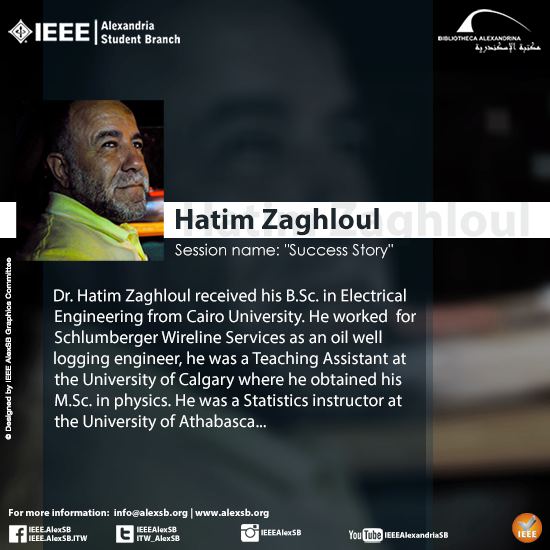 IEEE
Alexandria
Student Branch
BIBLIOTHECA ALEXANDRINA
مكتبة الإسكندرية
Hatim Zaghloul
Hatim Zaghloul
Session name: "Success Story"
Dr. Hatim Zaghloul received his B.Sc. in Electrical
Engineering from Cairo University. He worked for
Schlumberger Wireline Services as an oil well
logging engineer, he was a Teaching Assistant at
the University of Calgary where he obtained his
M.Sc. in physics. He was a Statistics instructor at
the University of Athabasca...
© Designed by IEEE AlexSB Graphics Committee
For more information: info@alexsb.org | www.alexsb.org
IEEE.AlexSB
IEEE.AlexSB.ITW
IEEEAlexSB
ITW_AlexSB
IEEEAlexSB
YouTube IEEEAlexandriaSB
IEEE